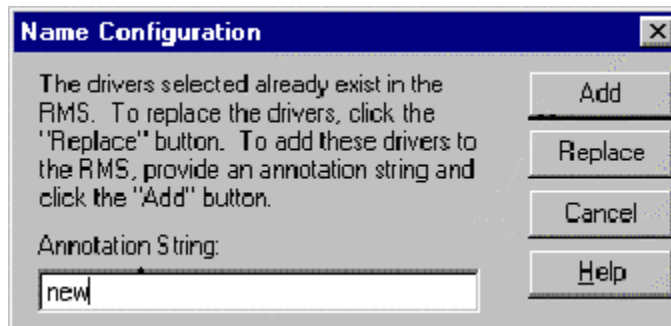 Name Configuration
The drivers selected already exist in the
RMS. To replace the drivers, click the
"Replace" button. To add these drivers to
the RMS, provide an annotation string and
click the "Add" button.
Annotation String:
new
Add
Replace
Cancel
Help